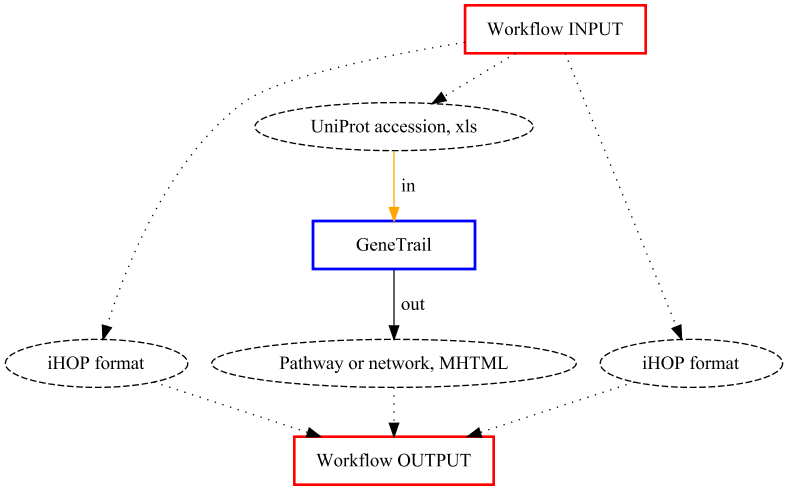 Workflow INPUT
UniProt accession, xls
in
GeneTrail
out
iHOP format
Pathway or network, MHTML
iHOP format
Workflow OUTPUT